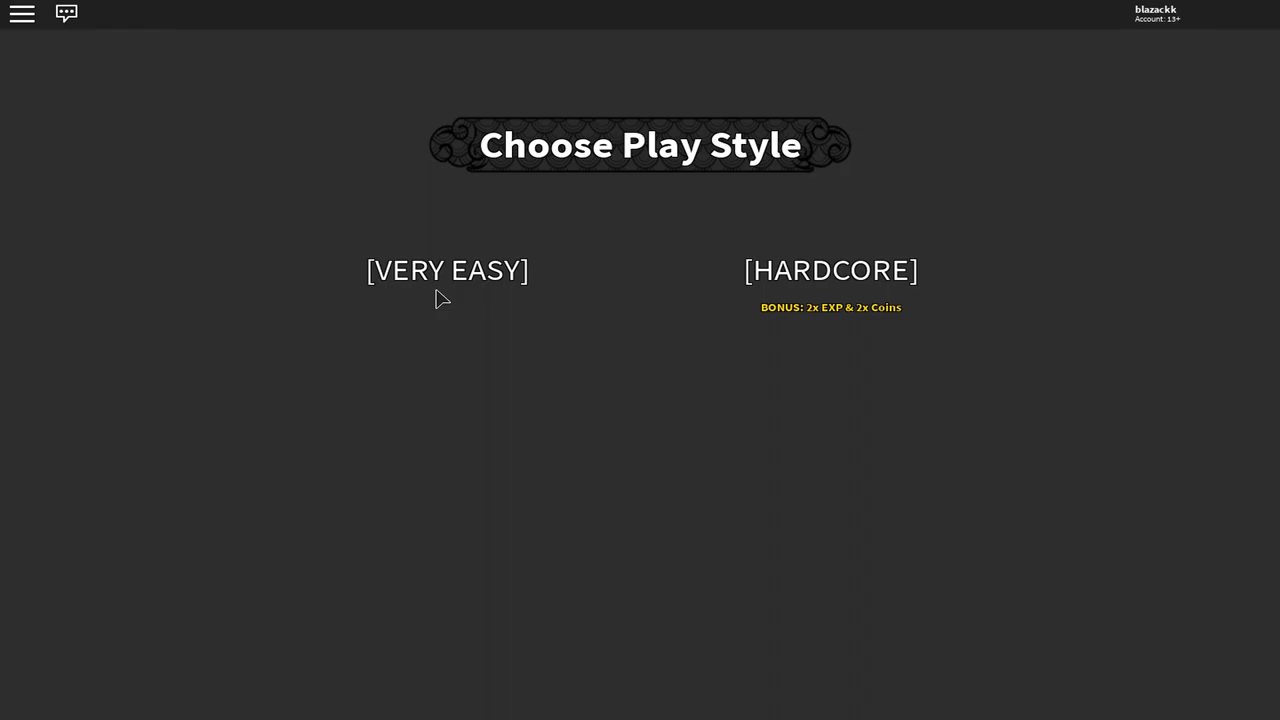 blazackk
Account: 13+
Choose Play Style
[VERY EASY]
[HARDCORE]
BONUS: 2x EXP & 2x Coins